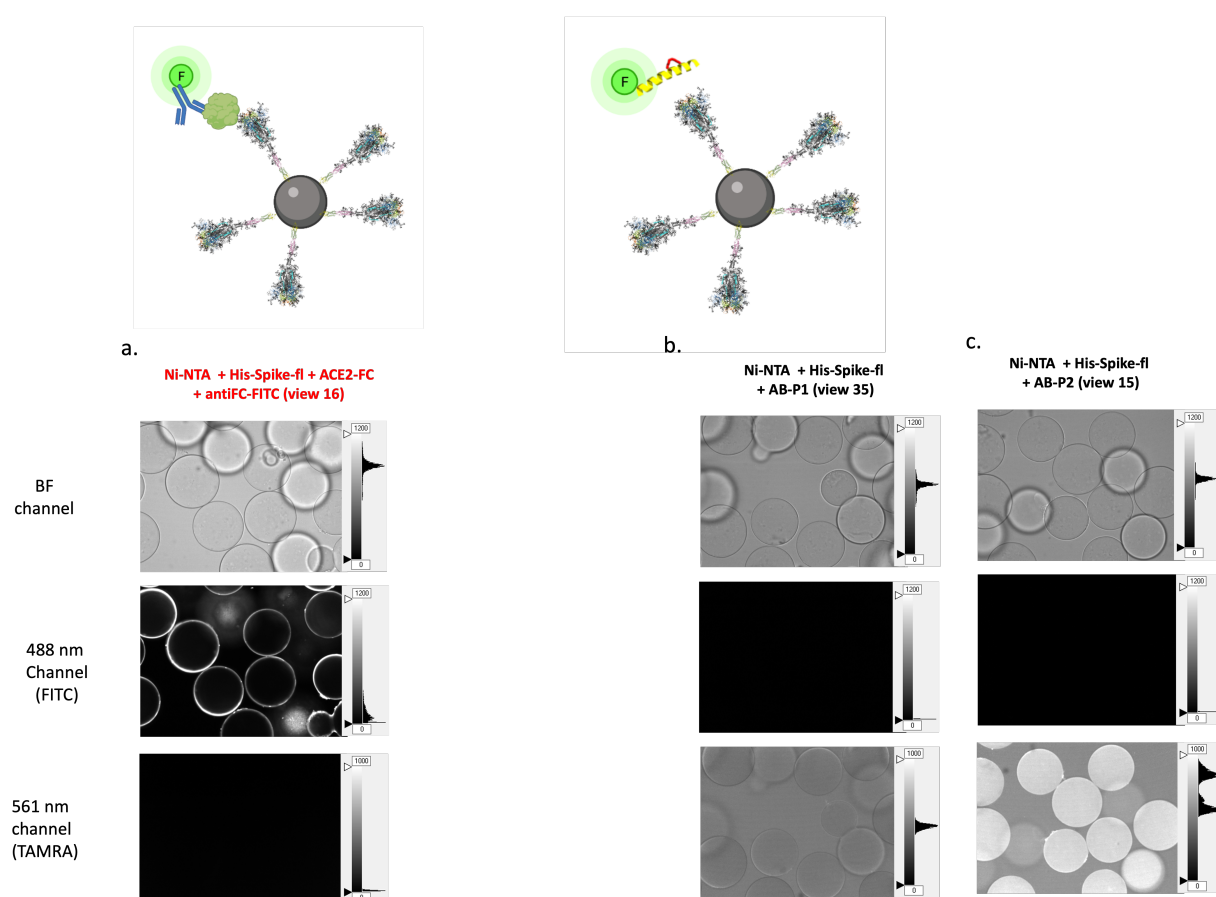 F
F
a.
b.
c.
Ni-NTA + His-Spike-fl + ACE2-FC
+ antiFC-FITC (view 16)
Ni-NTA + His-Spike-fl
+ AB-P1 (view 35)
Ni-NTA + His-Spike-fl
+ AB-P2 (view 15)
BF
channel
1200
0
1200
0
1200
0
488 nm
Channel
(FITC)
1200
0
1200
0
1200
0
561 nm
channel
(TAMRA)
1000
0
1000
0
1000
0